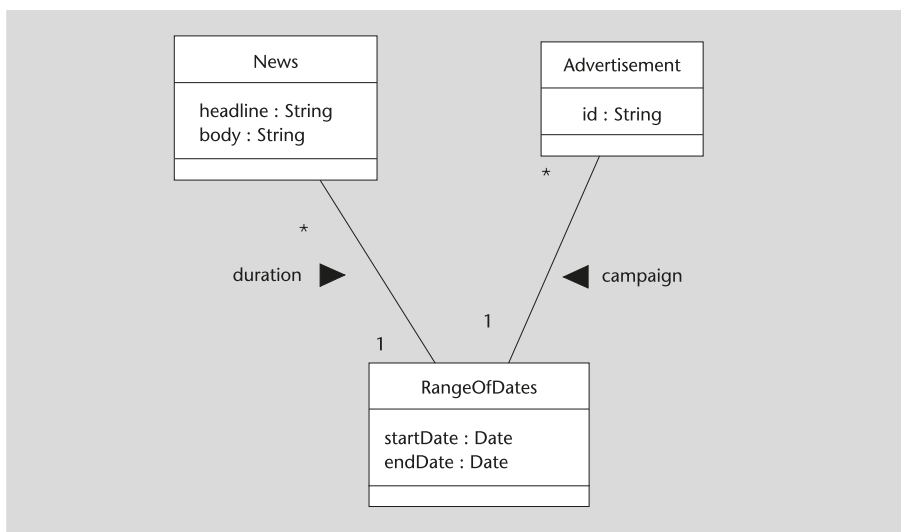 News
headline : String
body : String
Advertisement
id : String
*
*
duration
campaign
1
1
RangeOfDates
startDate : Date
endDate : Date